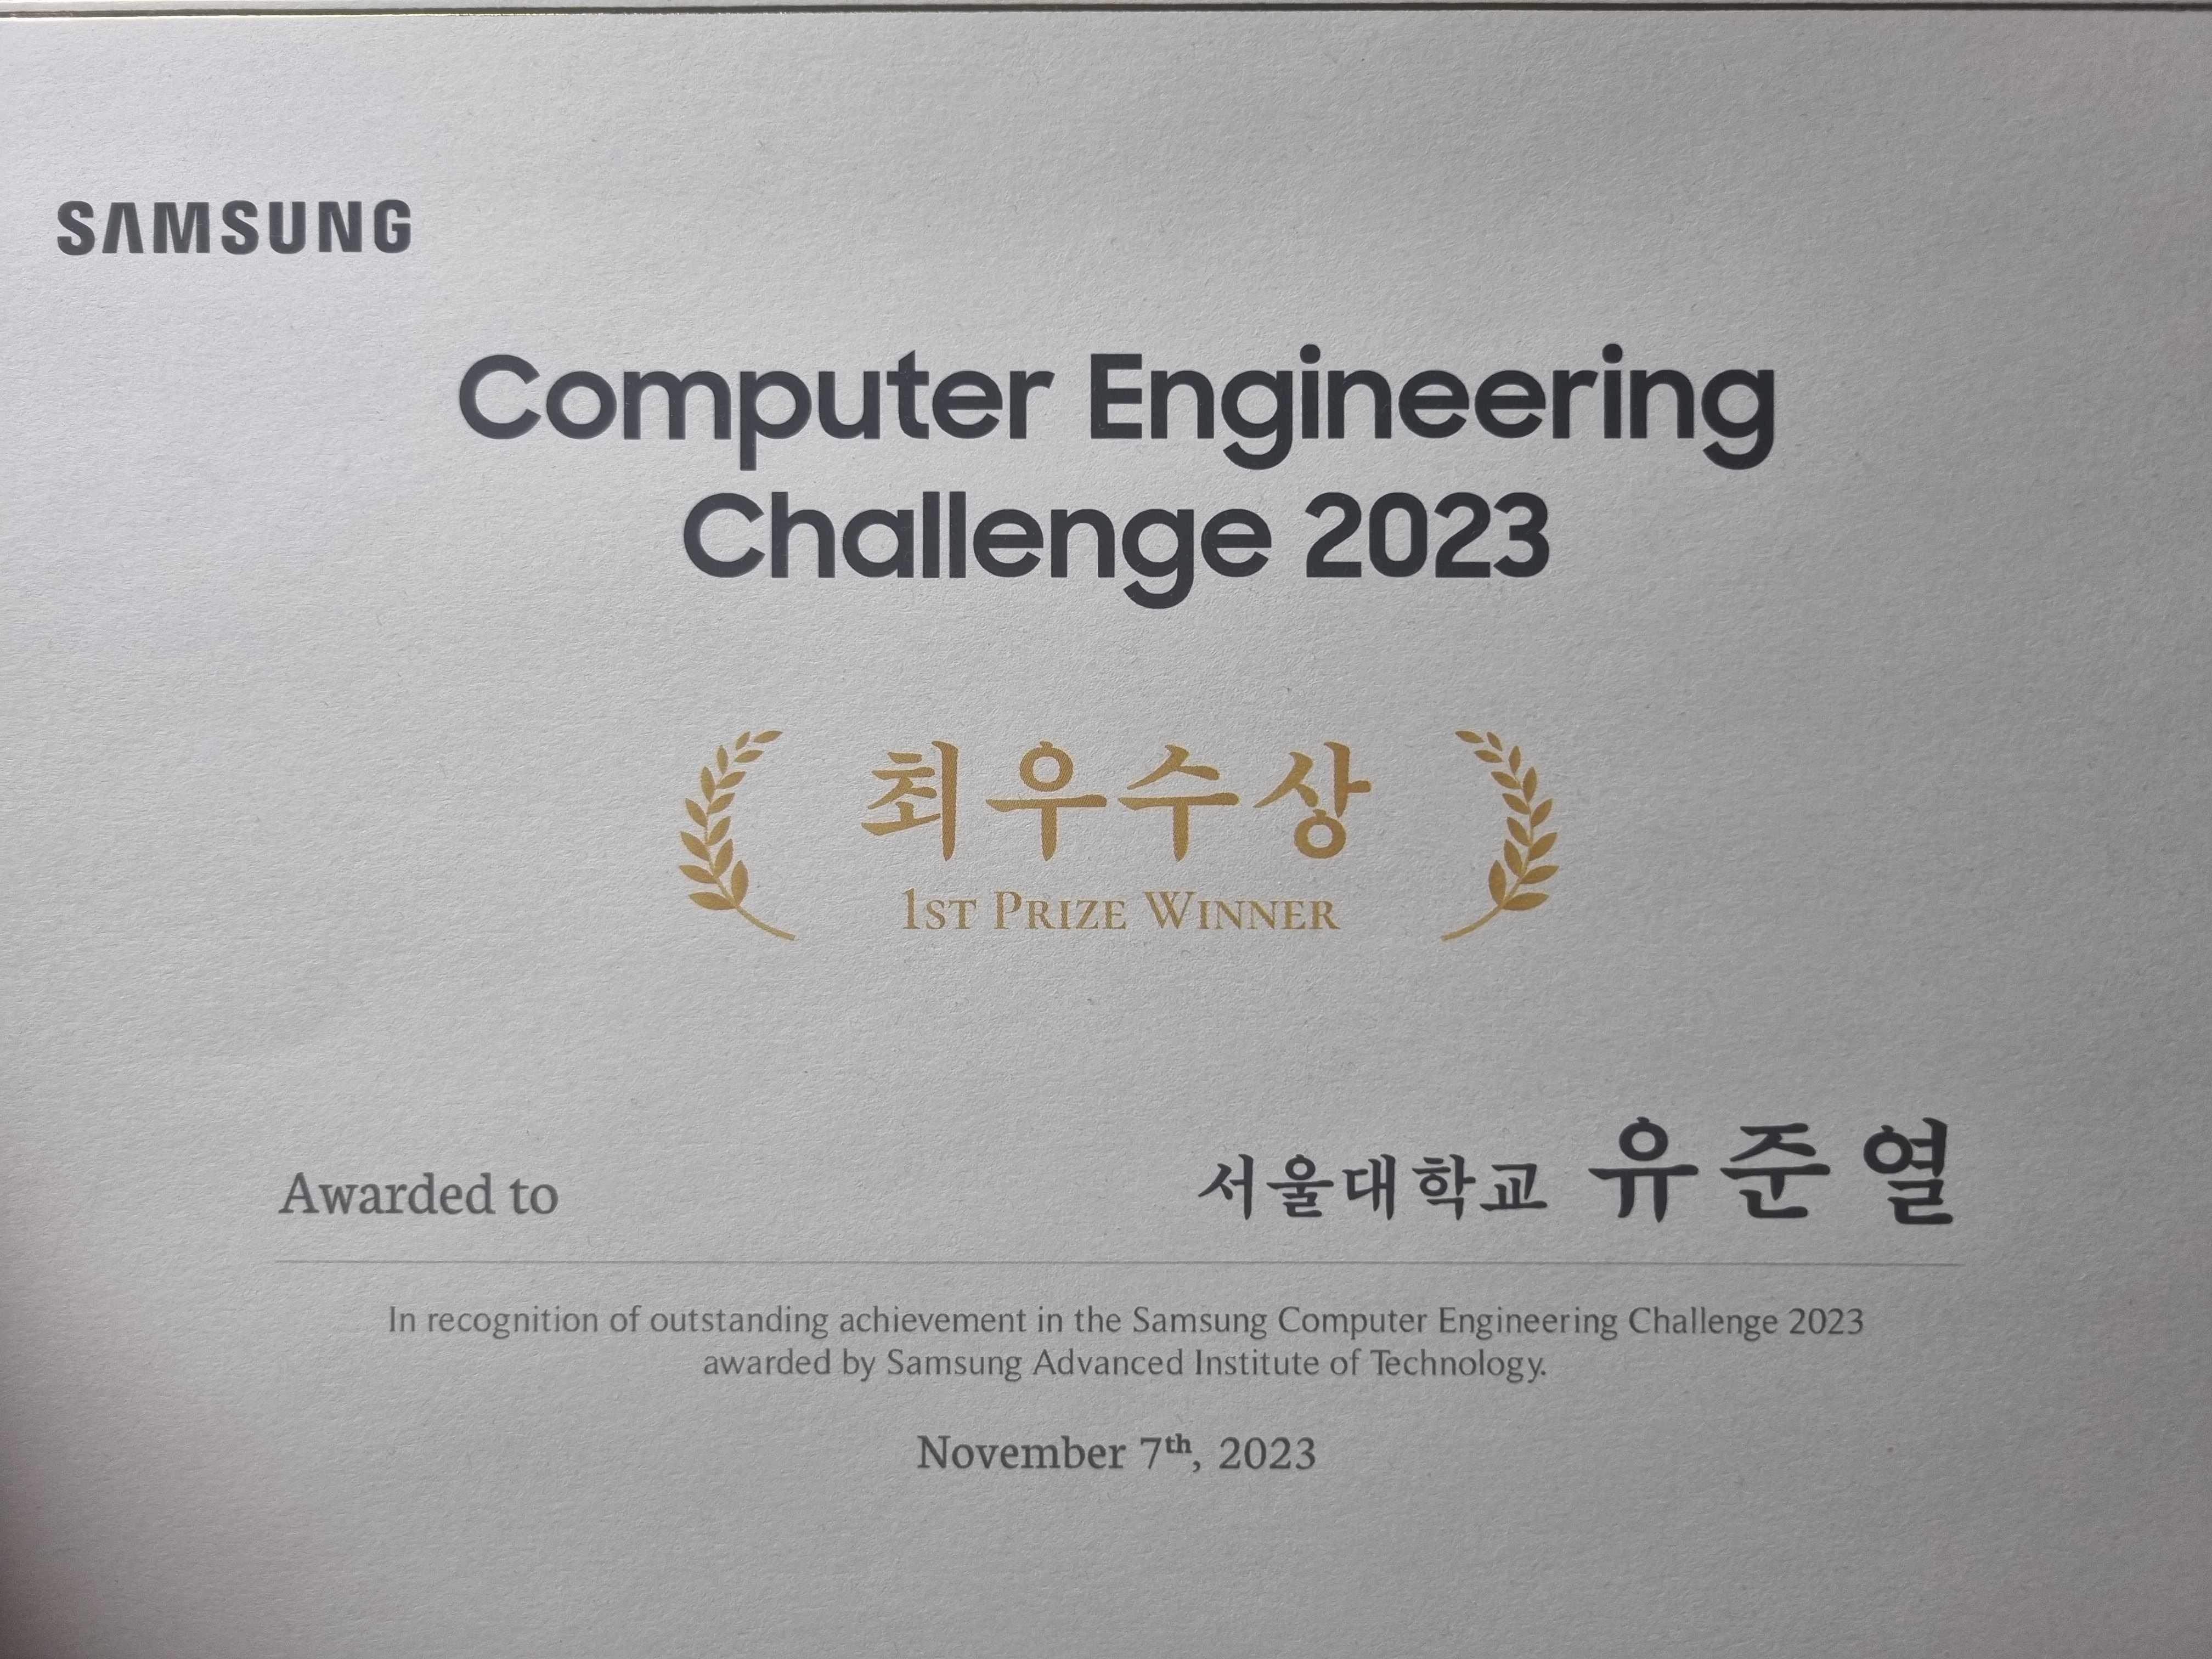 SAMSUNG
Computer Engineering
Challenge 2023
최우수상
1ST PRIZE WINNER
Awarded to 서울대학교 유준열
In recognition of outstanding achievement in the Samsung Computer Engineering Challenge 2023
awarded by Samsung Advanced Institute of Technology.
November 7th, 2023